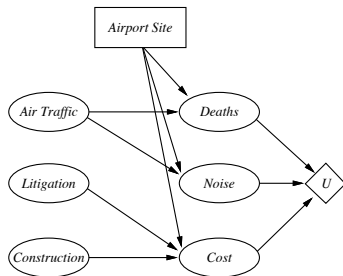 Airport Site
Air Traffic
Deaths
Litigation
Noise
U
Construction
Cost